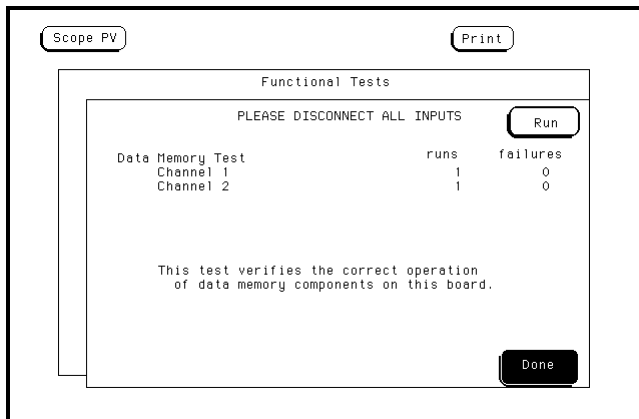 Scope PV Print
Functional Tests
PLEASE DISCONNECT ALL INPUTS
Run
Data Memory Test runs failures
Channel 1 1 0
Channel 2 1 0
This test verifies the correct operation
of data memory components on this board.
Done